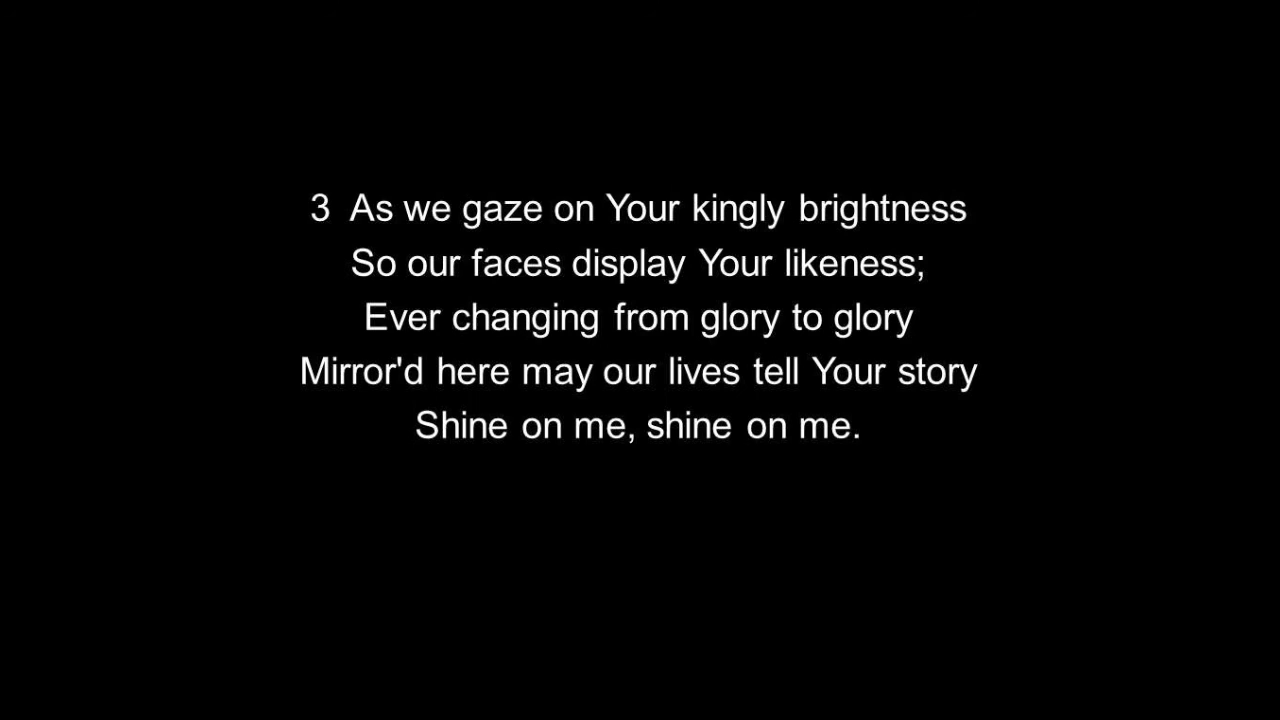 3 As we gaze on Your kingly brightness
So our faces display Your likeness;
Ever changing from glory to glory
Mirror'd here may our lives tell Your story
Shine on me, shine on me.